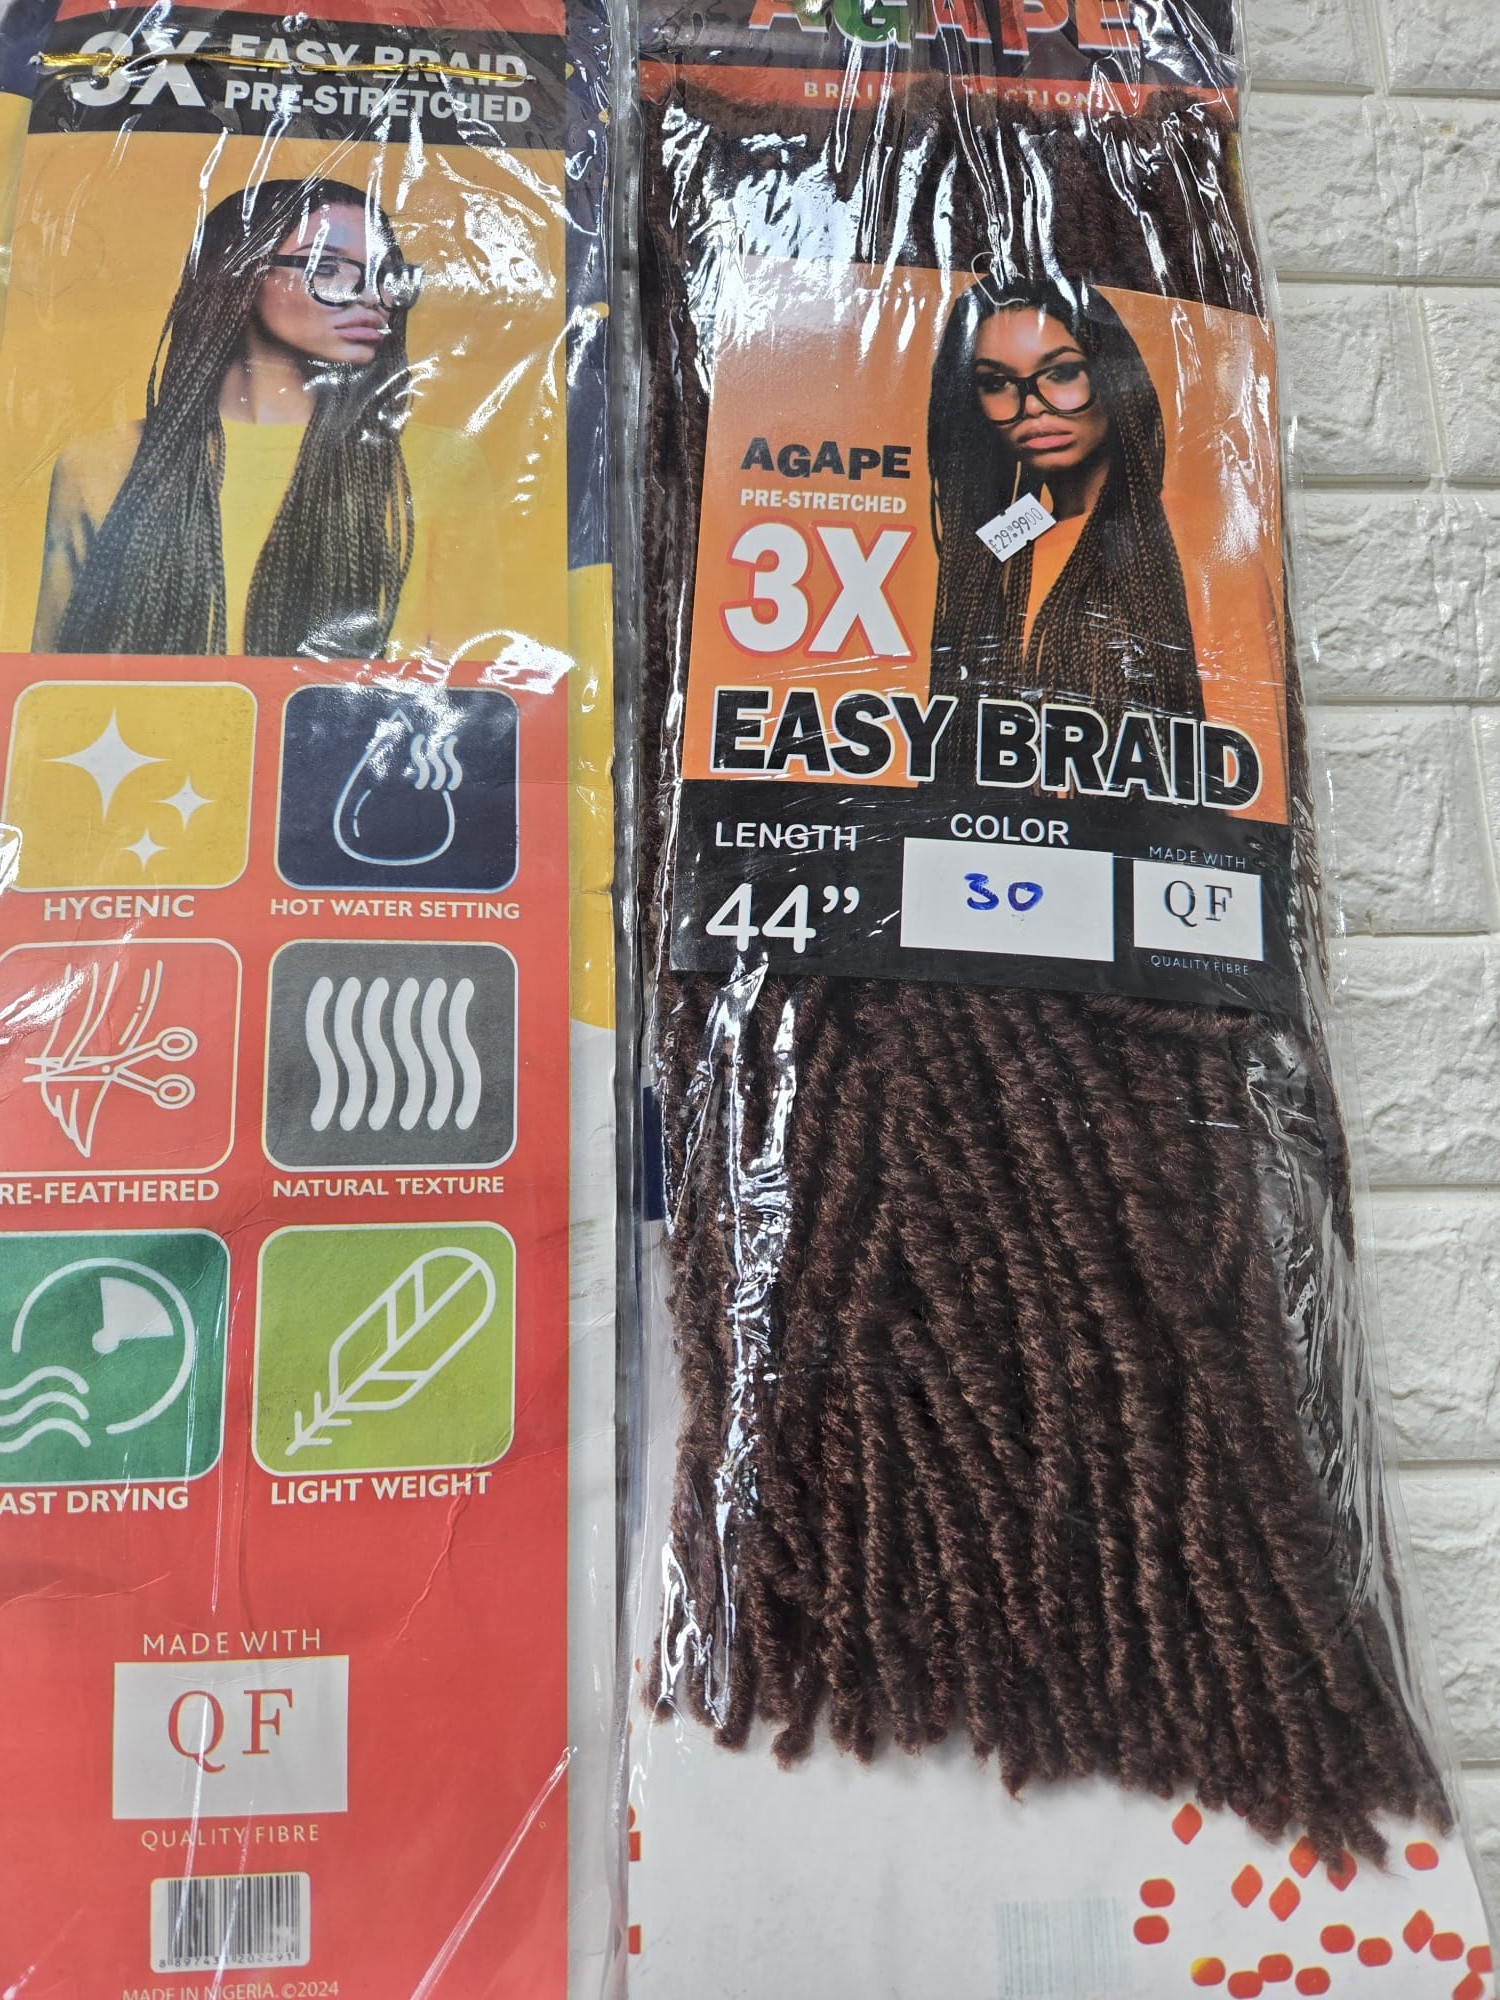 3X EASY BRAID
PRE-STRETCHED
HYGENIC
HOT WATER SETTING
RE-FEATHERED
NATURAL TEXTURE
AST DRYING
LIGHT WEIGHT
MADE WITH
QF
QUALITY FIBRE
MADE IN NIGERIA. ©2024
AGAPE
AGAPE
PRE-STRETCHED
3X
£29.9900
EASY BRAID
LENGTH
44”
COLOR
30
MADE WITH
QF
QUALITY FIBRE